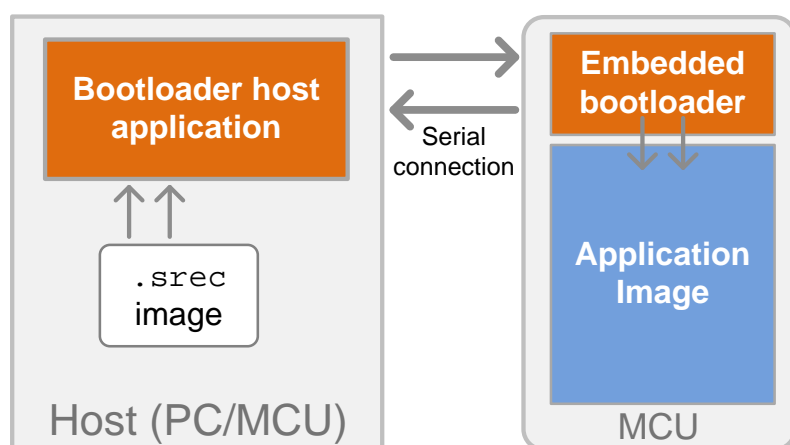 Bootloader host
application
.srec
image
Host (PC/MCU)
Serial
connection
Embedded
bootloader
Application
Image
MCU